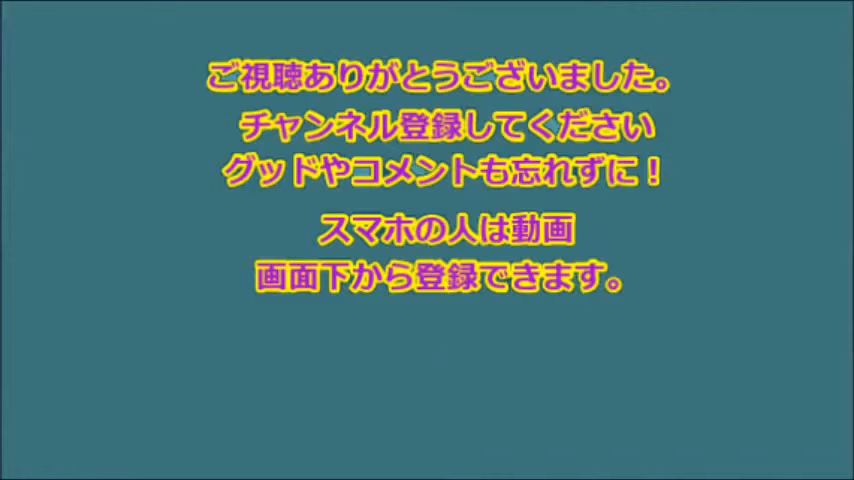 ご視聴ありがとうございました。
チャンネル登録してください
グッドやコメントも忘れずに！
スマホの人は動画
画面下から登録できます。